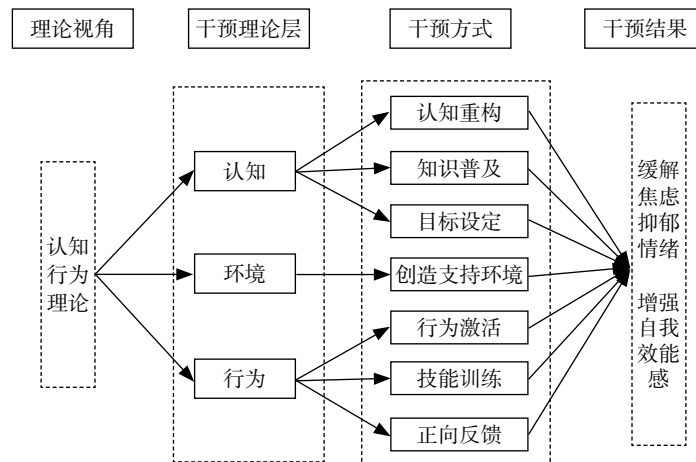 理论视角
干预理论层
干预方式
干预结果
认知
行为
理论
认知
环境
行为
认知重构
知识普及
目标设定
创造支持环境
行为激活
技能训练
正向反馈
缓解
焦虑
抑郁
情绪
增强
自我
效能
感